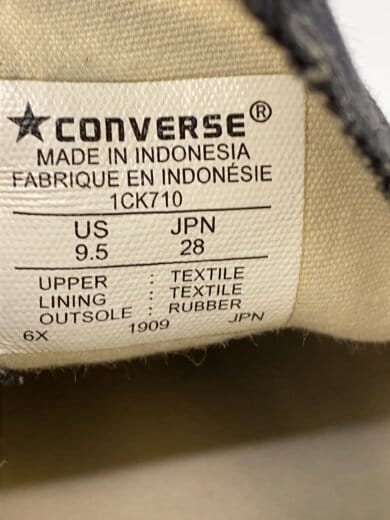 ★CONVERSE®
MADE IN INDONESIA
FABRIQUE EN INDONÉSIE
1CK710
US JPN
9.5 28
UPPER : TEXTILE
LINING : TEXTILE
OUTSOLE : RUBBER
6X 1909 JPN